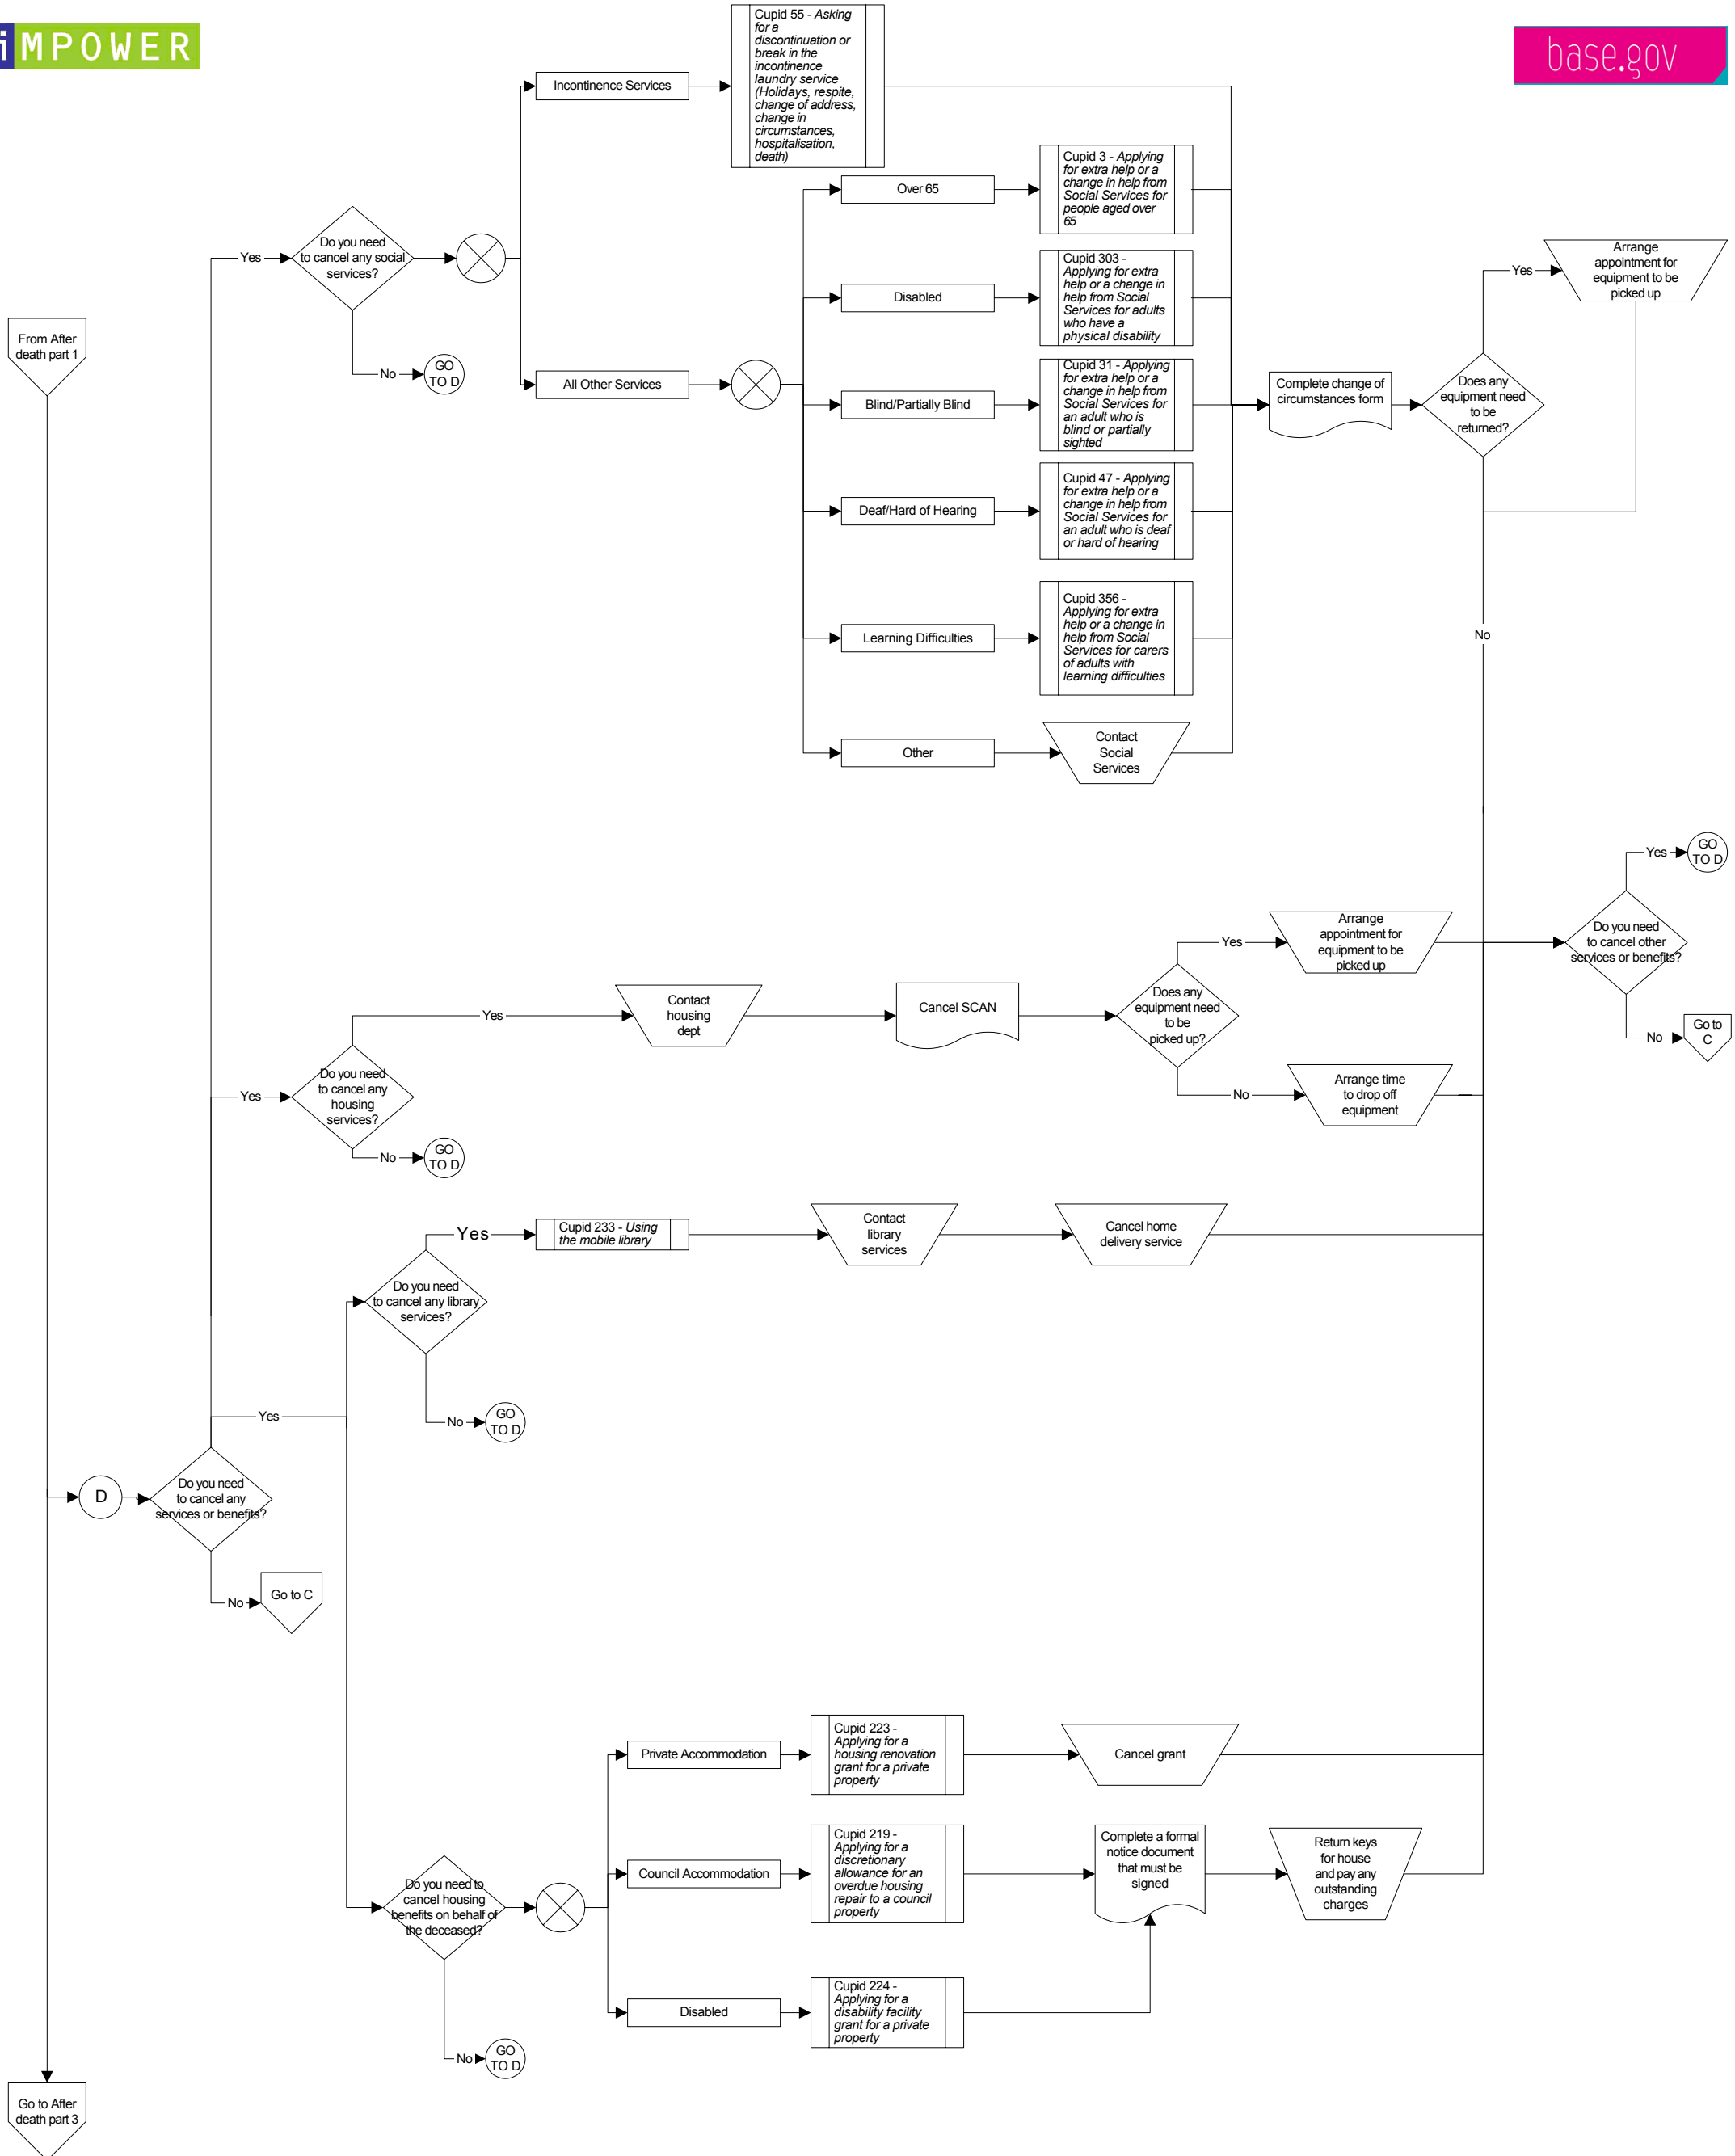 iMPOWER
base.gov
Cupid 55 - Asking
for a
discontinuation or
break in the
incontinence
laundry service
(Holidays, respite,
change of address,
change in
circumstances,
hospitalisation,
death)
Incontinence Services
Over 65
Cupid 3 - Applying
for extra help or a
change in help from
Social Services for
people aged over
65
Yes
Do you need
to cancel any social
services?
No
GO
TO D
Disabled
Cupid 303 -
Applying for extra
help or a change in
help from Social
Services for adults
who have a
physical disability
Yes
Arrange
appointment for
equipment to be
picked up
From After
death part 1
All Other Services
Blind/Partially Blind
Cupid 31 - Applying
for extra help or a
change in help from
Social Services for
an adult who is
blind or partially
sighted
Complete change of
circumstances form
Does any
equipment need
to be
returned?
Deaf/Hard of Hearing
Cupid 47 - Applying
for extra help or a
change in help from
Social Services for
an adult who is deaf
or hard of hearing
Learning Difficulties
Cupid 356 -
Applying for extra
help or a change in
help from Social
Services for carers
of adults with
learning difficulties
No
Other
Contact
Social
Services
Yes
GO
TO D
Do you need
to cancel other
services or benefits?
No
Go to
C
Yes
Do you need
to cancel any
housing
services?
No
GO
TO D
Yes
Contact
housing
dept
Cancel SCAN
Does any
equipment need
to be
picked up?
Yes
Arrange
appointment for
equipment to be
picked up
No
Arrange time
to drop off
equipment
Yes
Cupid 233 - Using
the mobile library
Contact
library
services
Cancel home
delivery service
Do you need
to cancel any library
services?
No
GO
TO D
Yes
D
Do you need
to cancel any
services or benefits?
No
Go to C
Private Accommodation
Cupid 223 -
Applying for a
housing renovation
grant for a private
property
Cancel grant
Do you need to
cancel housing
benefits on behalf of
the deceased?
Council Accommodation
Cupid 219 -
Applying for a
discretionary
allowance for an
overdue housing
repair to a council
property
Complete a formal
notice document
that must be
signed
Return keys
for house
and pay any
outstanding
charges
Disabled
Cupid 224 -
Applying for a
disability facility
grant for a private
property
No
GO
TO D
Go to After
death part 3